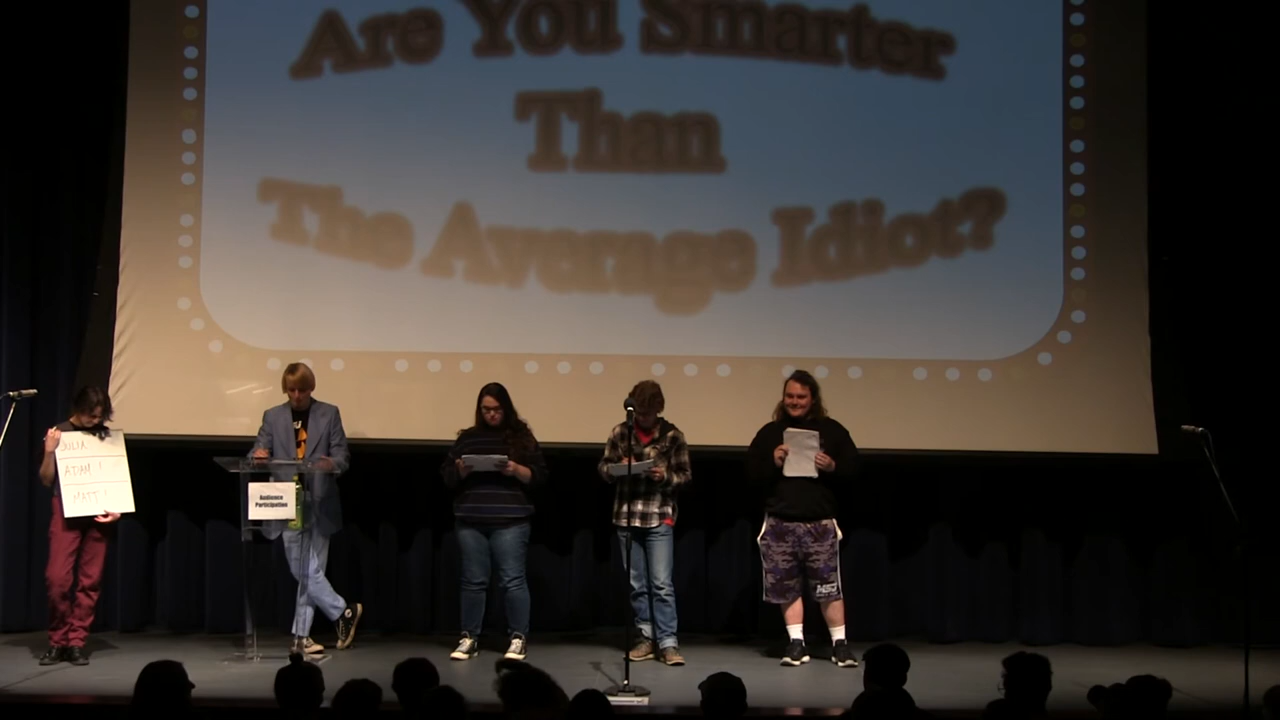 Are You Smarter
Than
The Average Idiot?
JULIA
ADAM !
MATT !
Audience
Participation